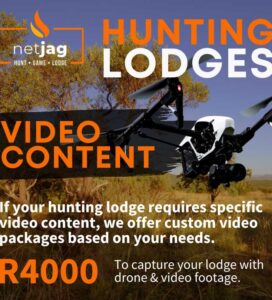 HUNTING
LODGES
netjag
HUNT • GAME • LODGE
VIDEO
CONTENT
If your hunting lodge requires specific
video content, we offer custom video
packages based on your needs.
R4000
To capture your lodge with
drone & video footage.